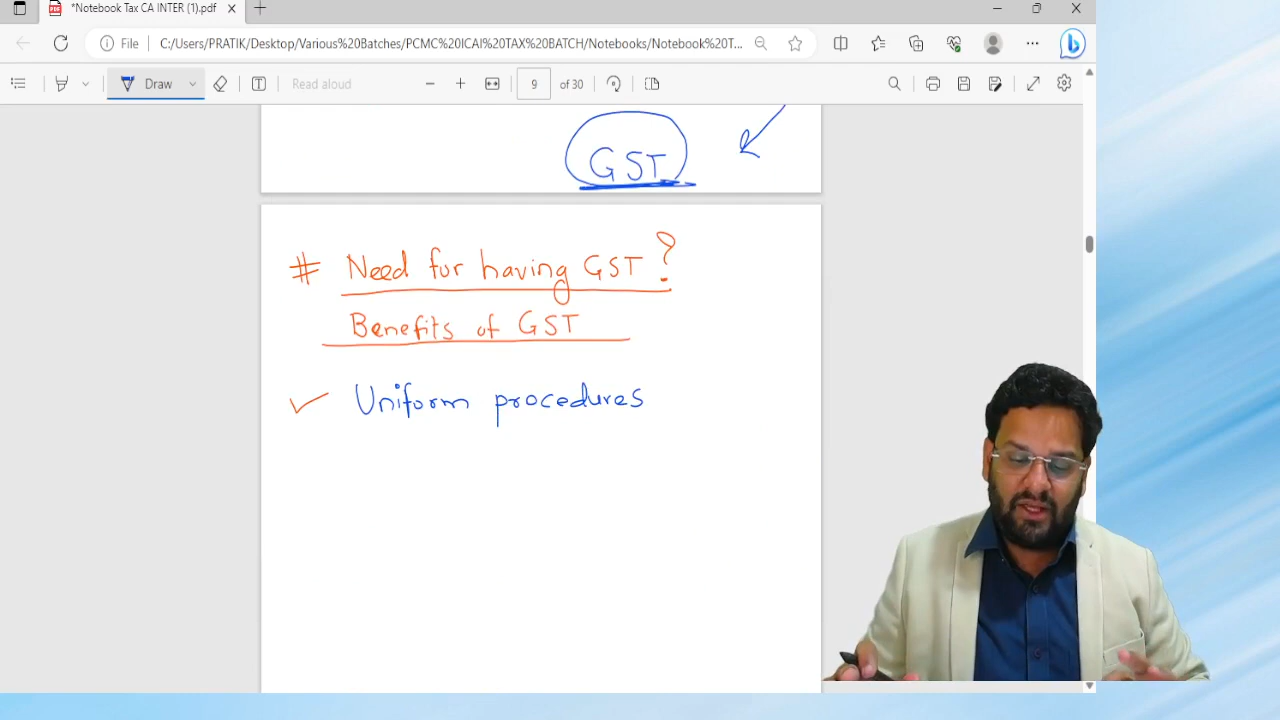 *Notebook Tax CA INTER (1).pdf
File C:/Users/PRATIK/Desktop/Various%20Batches/PCMC%20ICAI%20TAX%20BATCH/Notebooks/Notebook%20T...
Draw Read aloud 9 of 30
GST
# Need for having GST?
Benefits of GST
✓ Uniform procedures